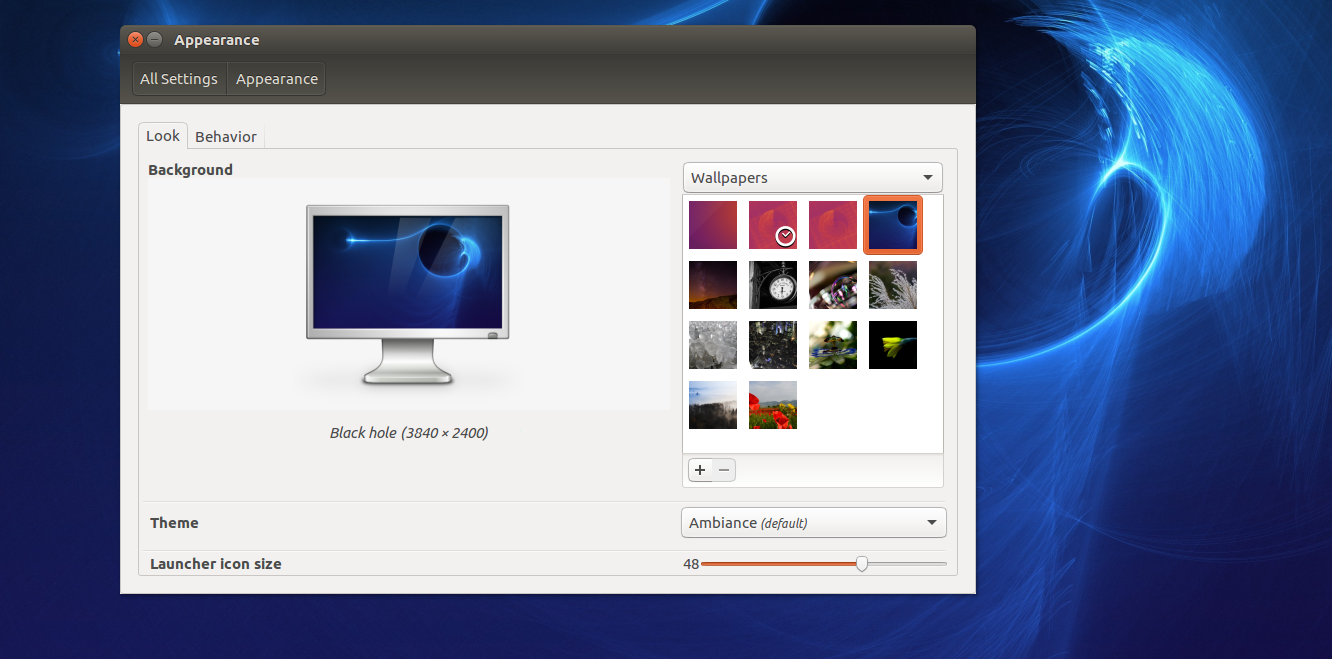 Appearance
All Settings
Appearance
Look
Behavior
Background
Wallpapers
Black hole (3840 × 2400)
Theme
Ambiance (default)
Launcher icon size
48